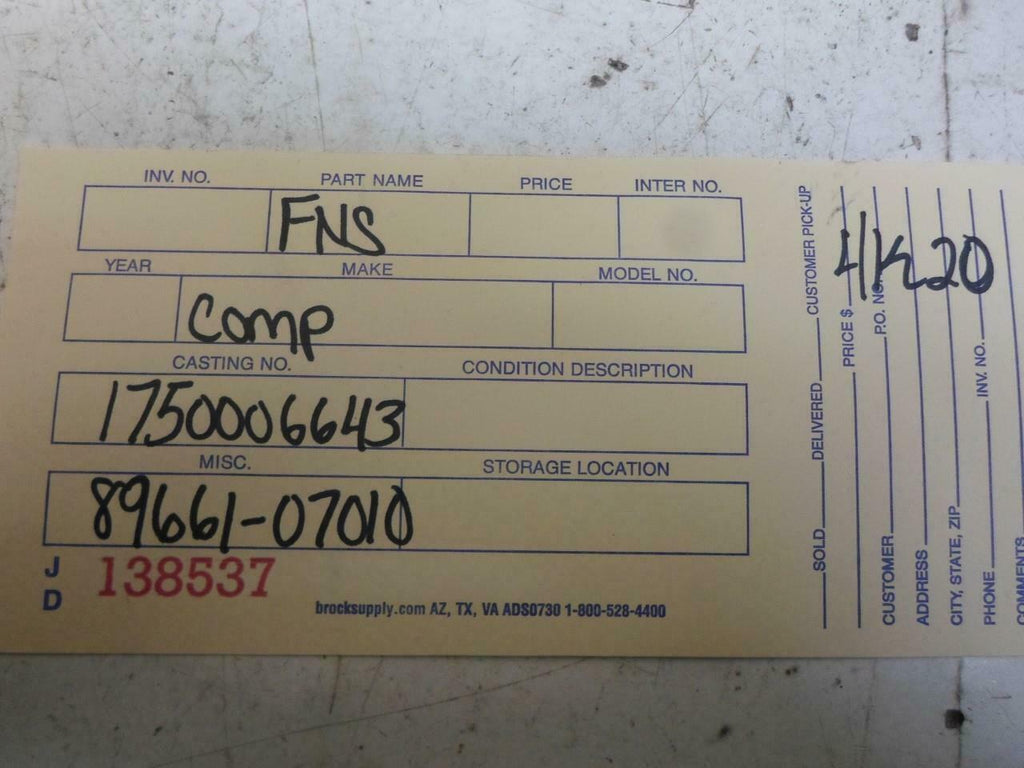 INV. NO. PART NAME PRICE INTER NO.
FNS
YEAR MAKE MODEL NO.
Comp
CASTING NO. CONDITION DESCRIPTION
1750006643
MISC. STORAGE LOCATION
89661-07010
J D 138537
brocksupply.com AZ, TX, VA ADS0730 1-800-528-4400
SOLD DELIVERED CUSTOMER PICK-UP
PRICE $ P.O. NO.
CUSTOMER
ADDRESS
CITY, STATE, ZIP
PHONE INV. NO.
COMMENTS